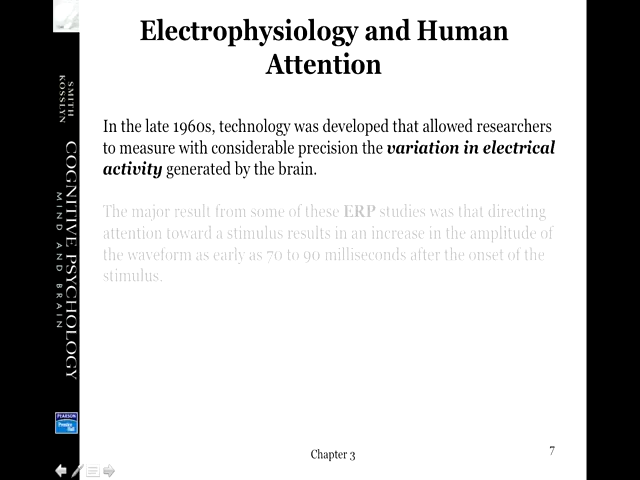 Electrophysiology and Human
Attention
In the late 1960s, technology was developed that allowed researchers
to measure with considerable precision the variation in electrical
activity generated by the brain.
The major result from some of these ERP studies was that directing
attention toward a stimulus results in an increase in the amplitude of
the waveform as early as 70 to 90 milliseconds after the onset of the
stimulus.
SMITH
KOSSLYN
COGNITIVE PSYCHOLOGY
MIND AND BRAIN
PEARSON
Prentice
Hall
Chapter 3
7